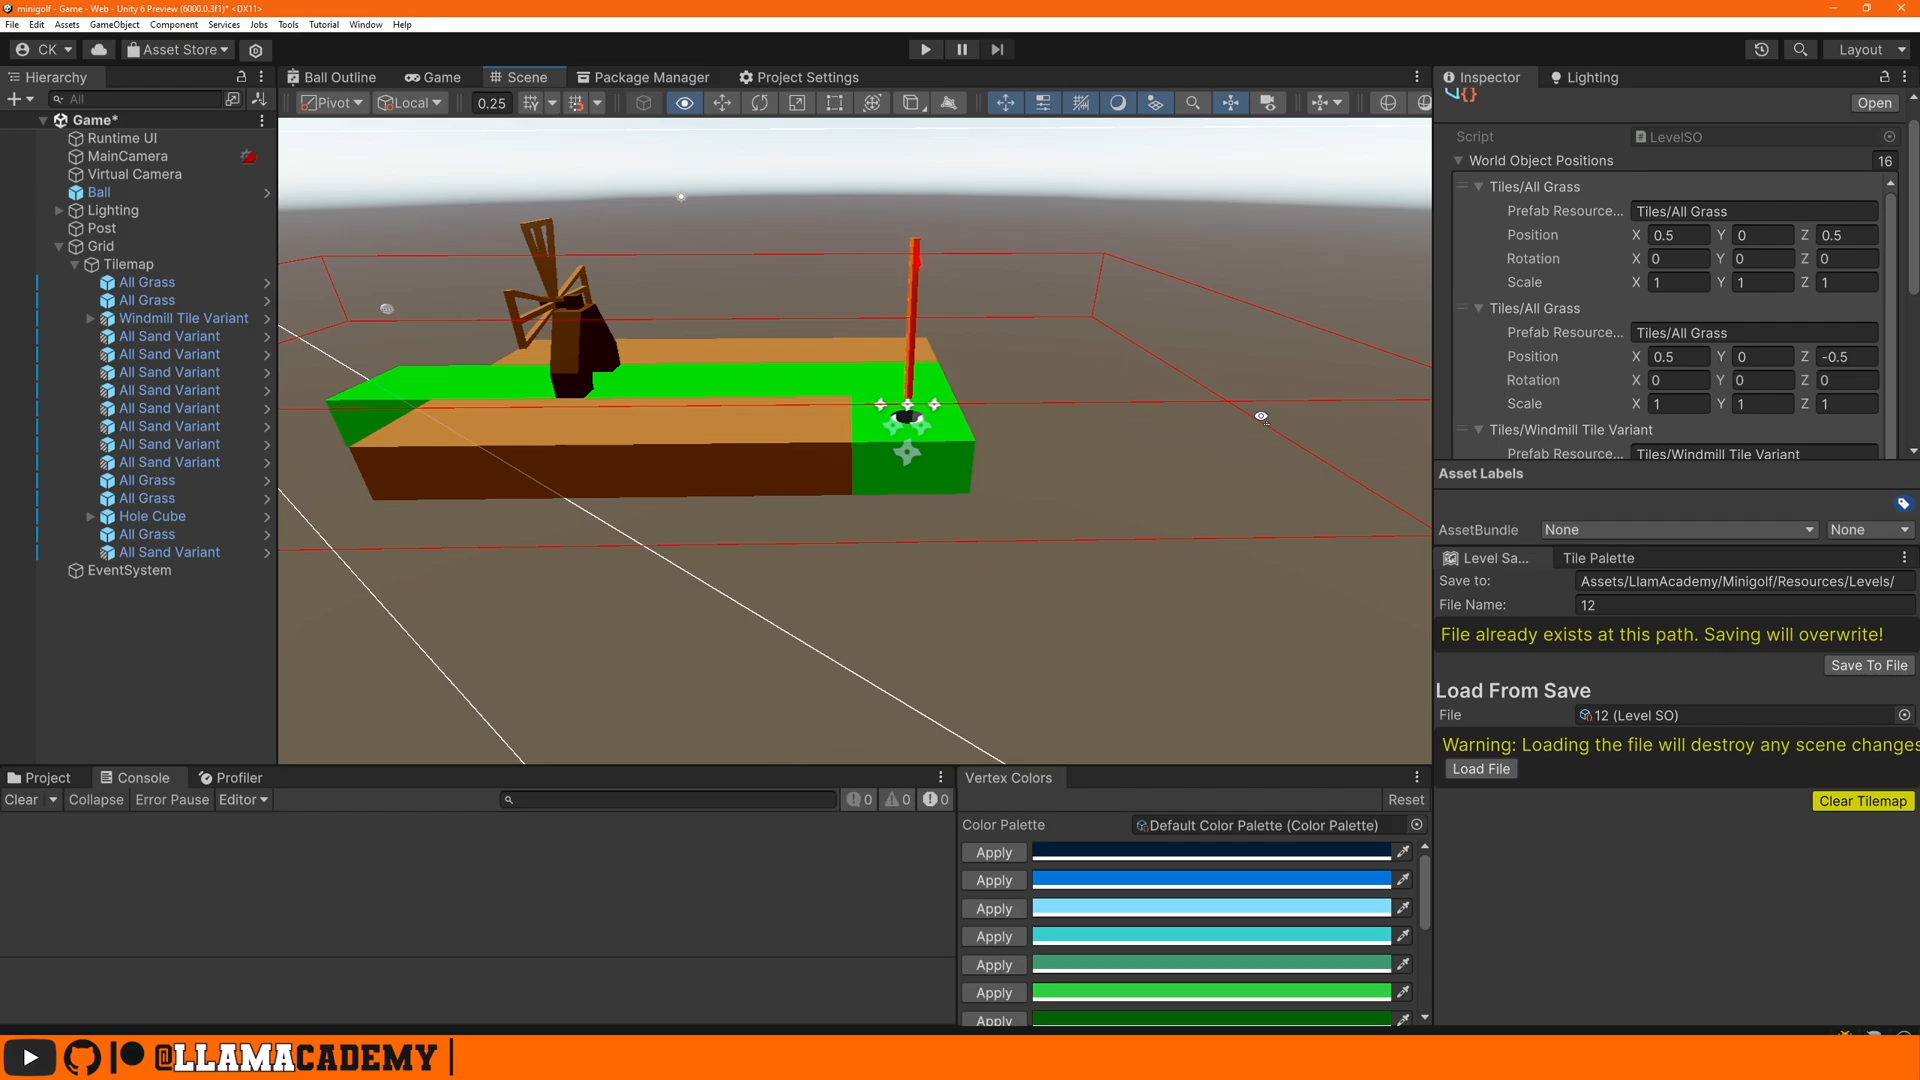 minigolf - Game - Web - Unity 6 Preview (6000.0.3f1)* <DX11>
File Edit Assets GameObject Component Services Jobs Tools Tutorial Window Help
CK Asset Store Layout
Hierarchy Ball Outline Game Scene Package Manager Project Settings Inspector Lighting
All Pivot Local 0.25 Open
Game*
Runtime UI
MainCamera
Virtual Camera
Ball
Lighting
Post
Grid
Tilemap
All Grass
All Grass
Windmill Tile Variant
All Sand Variant
All Sand Variant
All Sand Variant
All Sand Variant
All Sand Variant
All Sand Variant
All Sand Variant
All Sand Variant
All Grass
All Grass
Hole Cube
All Grass
All Sand Variant
EventSystem
Script LevelSO
World Object Positions 16
Tiles/All Grass
Prefab Resource... Tiles/All Grass
Position X 0.5 Y 0 Z 0.5
Rotation X 0 Y 0 Z 0
Scale X 1 Y 1 Z 1
Tiles/All Grass
Prefab Resource... Tiles/All Grass
Position X 0.5 Y 0 Z -0.5
Rotation X 0 Y 0 Z 0
Scale X 1 Y 1 Z 1
Tiles/Windmill Tile Variant
Prefab Resource... Tiles/Windmill Tile Variant
Asset Labels
AssetBundle None None
Level Sa... Tile Palette
Save to: Assets/LlamAcademy/Minigolf/Resources/Levels/
File Name: 12
File already exists at this path. Saving will overwrite!
Save To File
Load From Save
File 12 (Level SO)
Warning: Loading the file will destroy any scene changes
Load File
Clear Tilemap
Project Console Profiler
Clear Collapse Error Pause Editor 0 0 0
Vertex Colors
Reset
Color Palette Default Color Palette (Color Palette)
Apply
Apply
Apply
Apply
Apply
Apply
Apply
@LLAMACADEMY